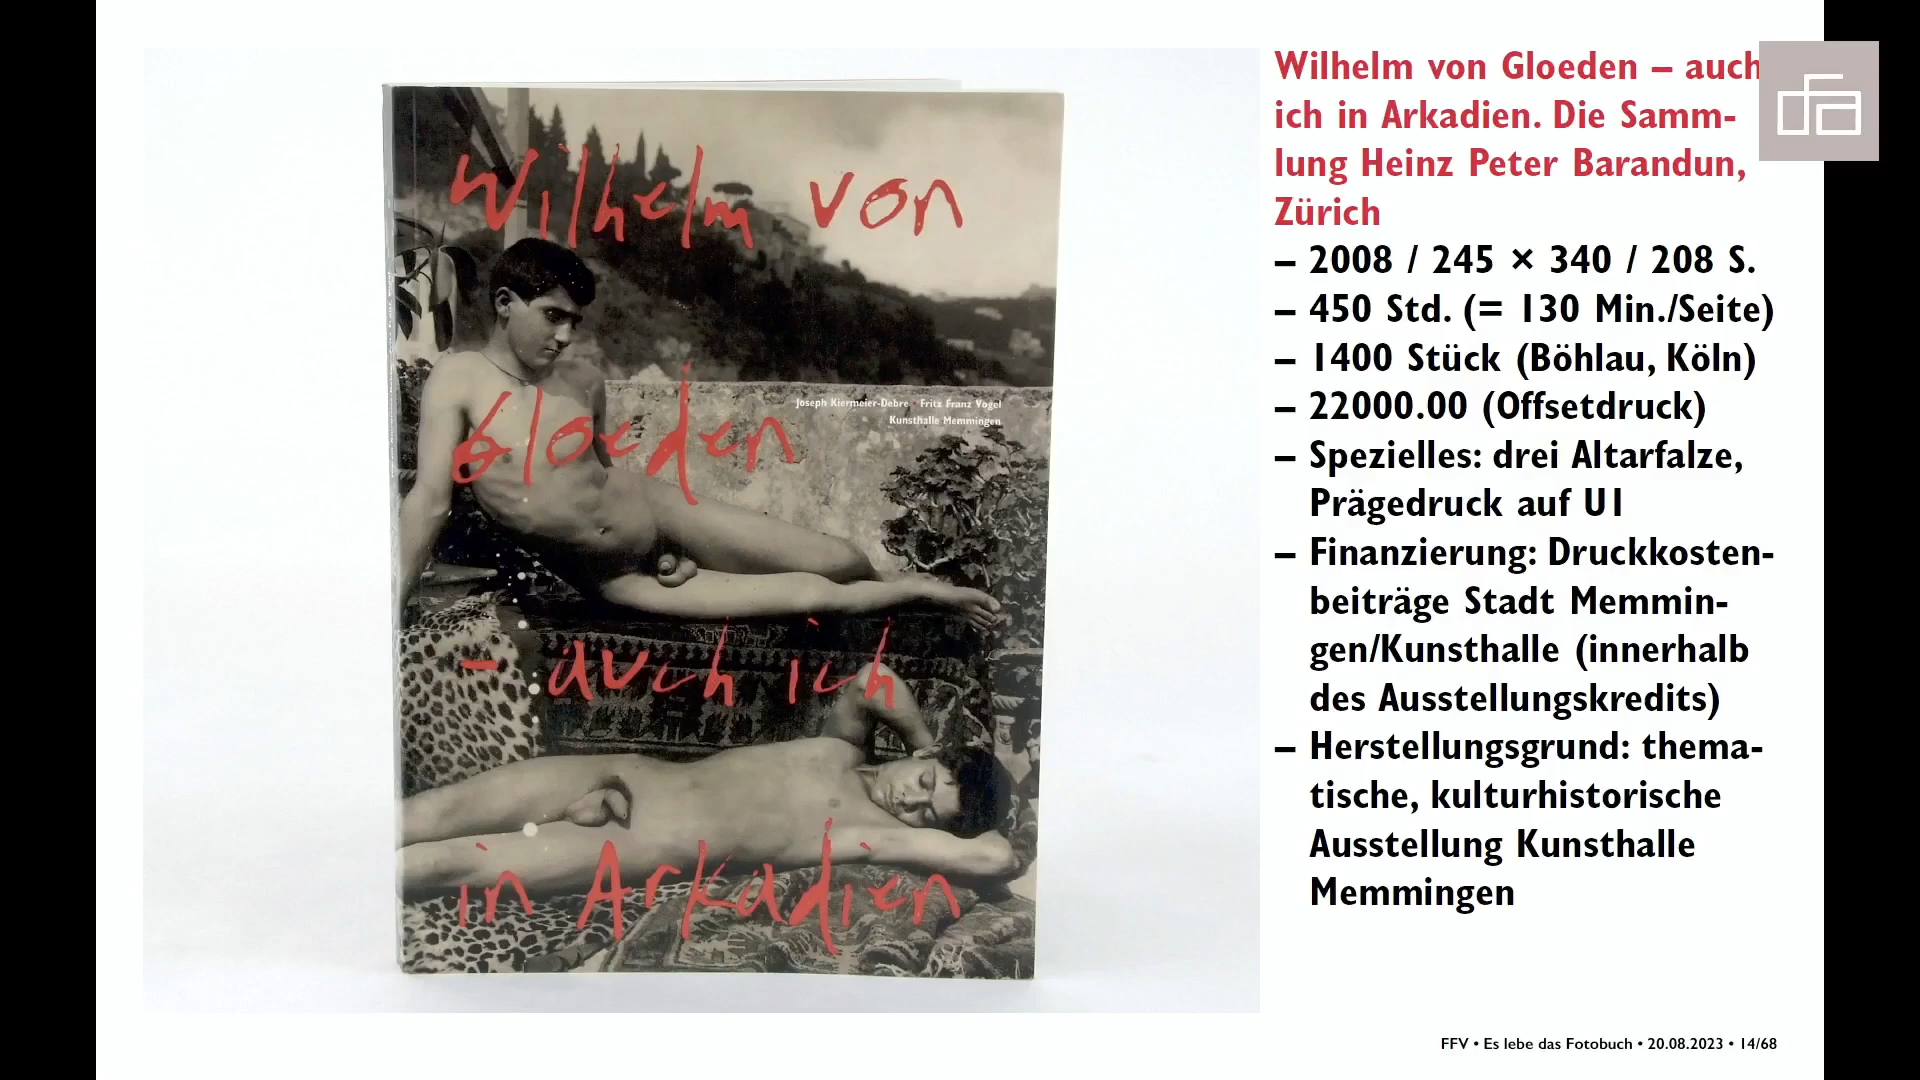 Wilhelm von
Gloeden
Joseph Kiermeier-Debre • Fritz Franz Vogel
Kunsthalle Memmingen
– auch ich
in Arkadien
Wilhelm von Gloeden – auch
ich in Arkadien. Die Samm-
lung Heinz Peter Barandun,
Zürich
– 2008 / 245 × 340 / 208 S.
– 450 Std. (= 130 Min./Seite)
– 1400 Stück (Böhlau, Köln)
– 22000.00 (Offsetdruck)
– Spezielles: drei Altarfalze,
Prägedruck auf U1
– Finanzierung: Druckkosten-
beiträge Stadt Memmin-
gen/Kunsthalle (innerhalb
des Ausstellungskredits)
– Herstellungsgrund: thema-
tische, kulturhistorische
Ausstellung Kunsthalle
Memmingen
dfa
FFV • Es lebe das Fotobuch • 20.08.2023 • 14/68